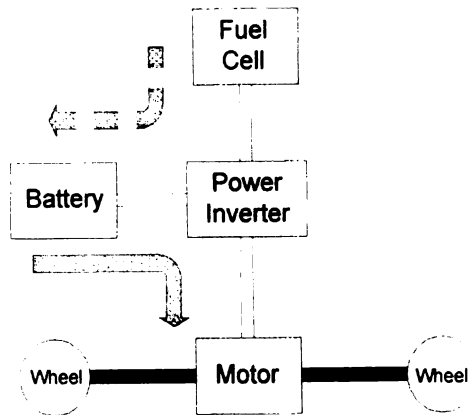 Fuel
Cell
Battery
Power
Inverter
Wheel
Motor
Wheel